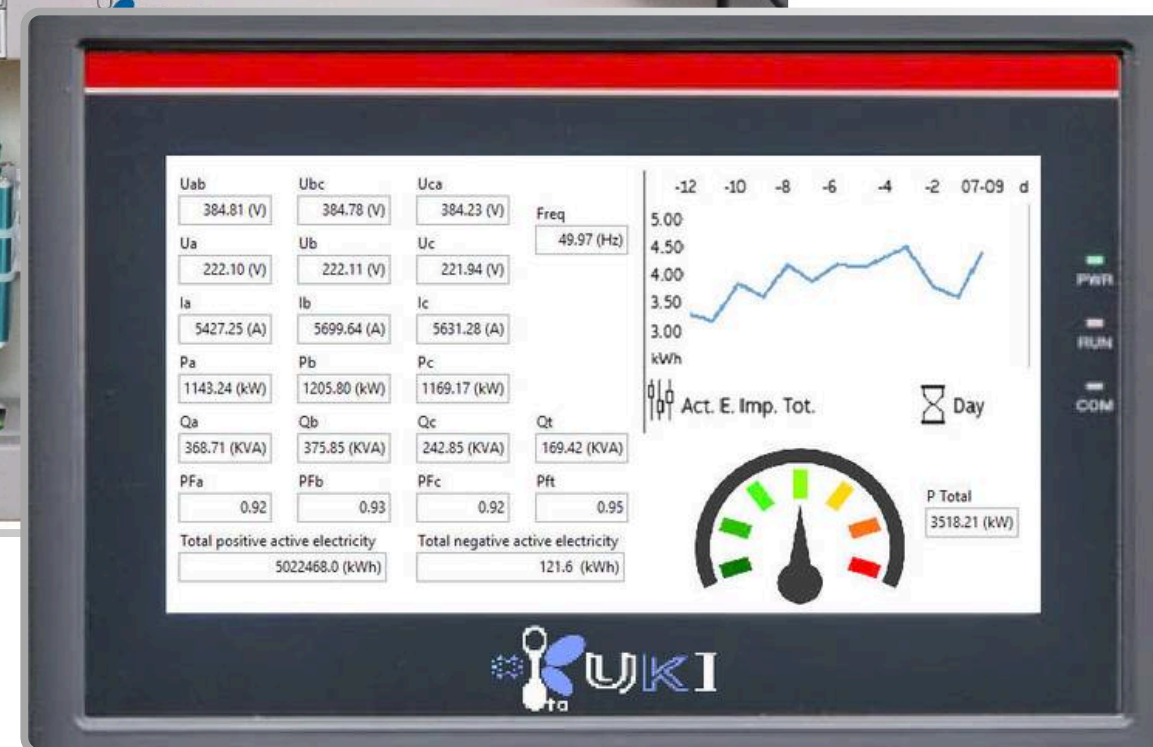 Uab Ubc Uca
384.81 (V) 384.78 (V) 384.23 (V) Freq
49.97 (Hz)
Ua Ub Uc
222.10 (V) 222.11 (V) 221.94 (V)
Ia Ib Ic
5427.25 (A) 5699.64 (A) 5631.28 (A)
Pa Pb Pc
1143.24 (kW) 1205.80 (kW) 1169.17 (kW)
Qa Qb Qc Qt
368.71 (KVA) 375.85 (KVA) 242.85 (KVA) 169.42 (KVA)
PFa PFb PFc Pft
0.92 0.93 0.92 0.95
Total positive active electricity Total negative active electricity
5022468.0 (kWh) 121.6 (kWh)
-12 -10 -8 -6 -4 -2 07-09 d
5.00
4.50
4.00
3.50
3.00
kWh
Act. E. Imp. Tot. Day
P Total
3518.21 (kW)
PWR
RUN
COM
KUKI
ta